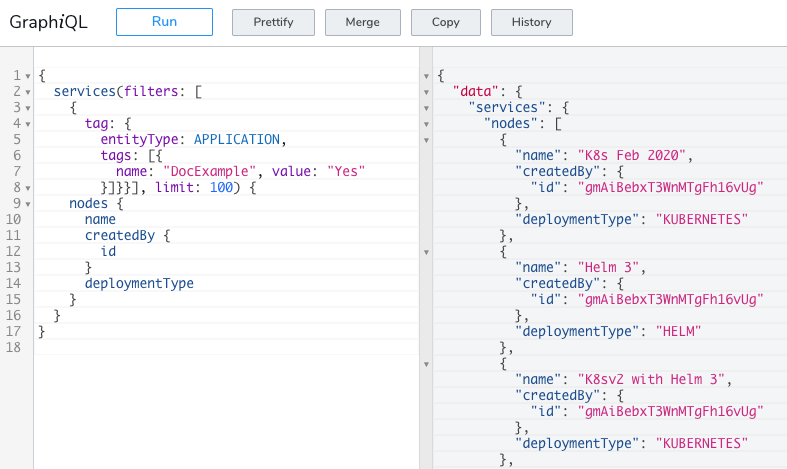 GraphiQL Run Prettify Merge Copy History
1 {
2 services(filters: [
3 {
4 tag: {
5 entityType: APPLICATION,
6 tags: [{
7 name: "DocExample", value: "Yes"
8 }]}}], limit: 100) {
9 nodes {
10 name
11 createdBy {
12 id
13 }
14 deploymentType
15 }
16 }
17 }
18
{
"data": {
"services": {
"nodes": [
{
"name": "K8s Feb 2020",
"createdBy": {
"id": "gmAiBebxT3WnMTgFh16vUg"
},
"deploymentType": "KUBERNETES"
},
{
"name": "Helm 3",
"createdBy": {
"id": "gmAiBebxT3WnMTgFh16vUg"
},
"deploymentType": "HELM"
},
{
"name": "K8sv2 with Helm 3",
"createdBy": {
"id": "gmAiBebxT3WnMTgFh16vUg"
},
"deploymentType": "KUBERNETES"
},